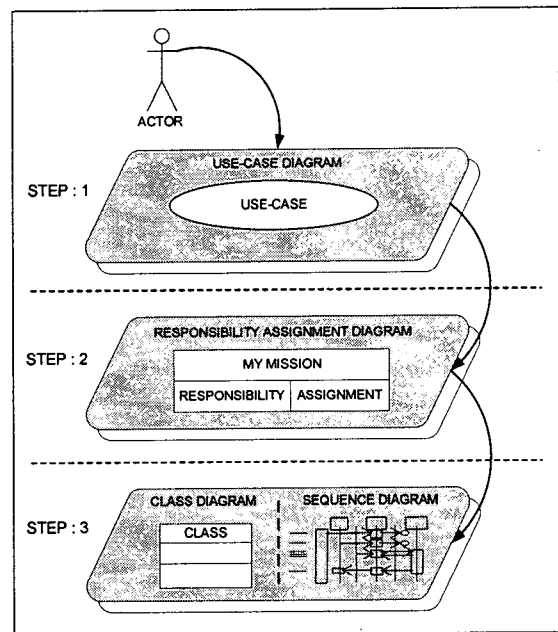 ACTOR
USE-CASE DIAGRAM
STEP : 1
USE-CASE
RESPONSIBILITY ASSIGNMENT DIAGRAM
STEP : 2
MY MISSION
RESPONSIBILITY ASSIGNMENT
CLASS DIAGRAM SEQUENCE DIAGRAM
STEP : 3
CLASS